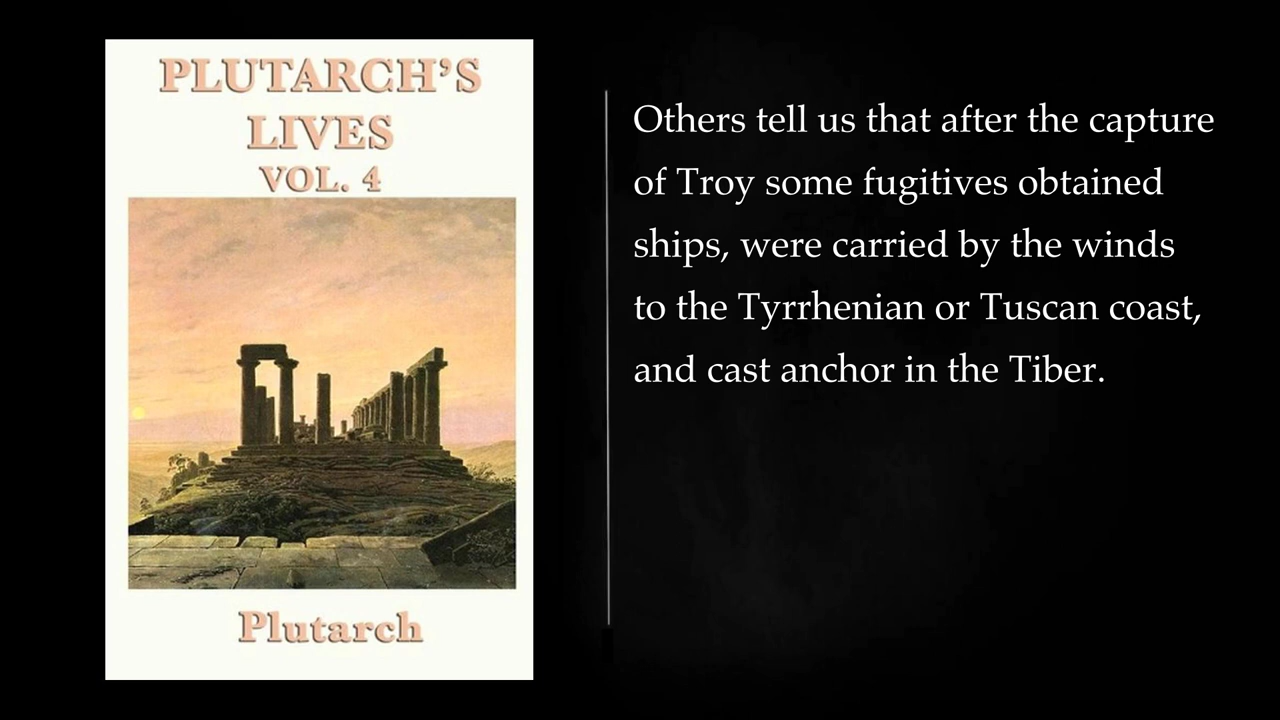 PLUTARCH'S
LIVES
VOL. 4
Plutarch
Others tell us that after the capture
of Troy some fugitives obtained
ships, were carried by the winds
to the Tyrrhenian or Tuscan coast,
and cast anchor in the Tiber.